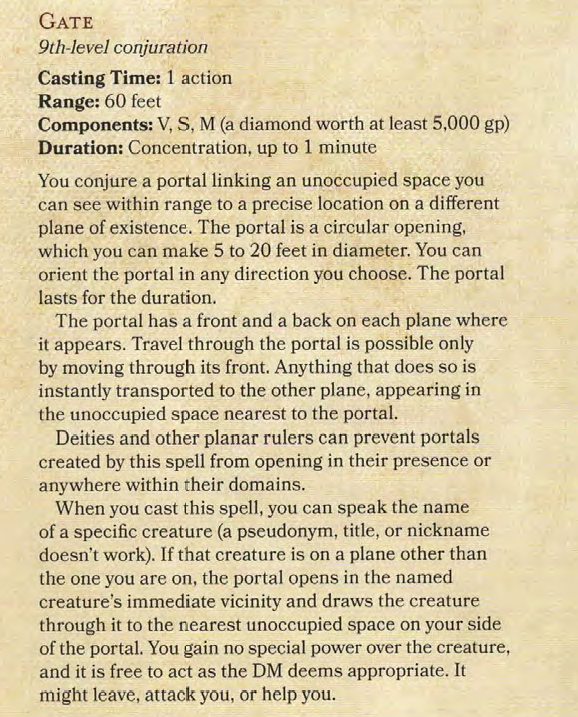 GATE
9th-level conjuration
Casting Time: 1 action
Range: 60 feet
Components: V, S, M (a diamond worth at least 5,000 gp)
Duration: Concentration, up to 1 minute
You conjure a portal linking an unoccupied space you
can see within range to a precise location on a different
plane of existence. The portal is a circular opening,
which you can make 5 to 20 feet in diameter. You can
orient the portal in any direction you choose. The portal
lasts for the duration.
The portal has a front and a back on each plane where
it appears. Travel through the portal is possible only
by moving through its front. Anything that does so is
instantly transported to the other plane, appearing in
the unoccupied space nearest to the portal.
Deities and other planar rulers can prevent portals
created by this spell from opening in their presence or
anywhere within their domains.
When you cast this spell, you can speak the name
of a specific creature (a pseudonym, title, or nickname
doesn't work). If that creature is on a plane other than
the one you are on, the portal opens in the named
creature's immediate vicinity and draws the creature
through it to the nearest unoccupied space on your side
of the portal. You gain no special power over the creature,
and it is free to act as the DM deems appropriate. It
might leave, attack you, or help you.